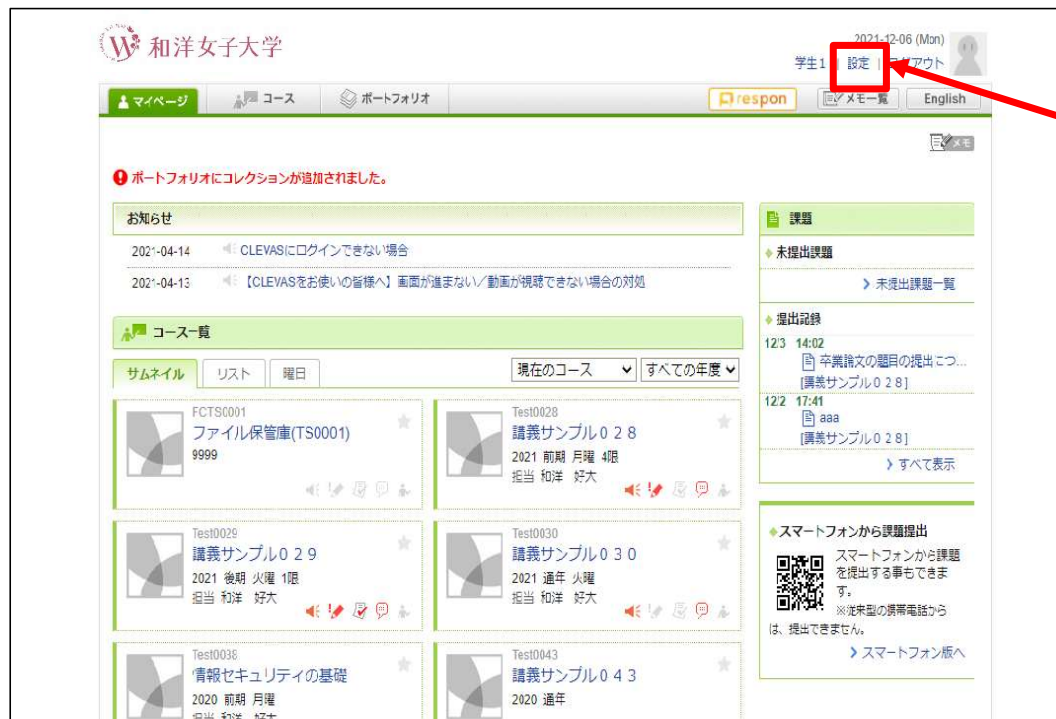 和洋女子大学
2021-12-06 (Mon)
学生1 | 設定 | ログアウト
マイページ
コース
ポートフォリオ
respon
メモ一覧
English
メモ
ポートフォリオにコレクションが追加されました。
お知らせ
2021-04-14 CLEVASにログインできない場合
2021-04-13 【CLEVASをお使いの皆様へ】画面が進まない／動画が視聴できない場合の対処
コース一覧
サムネイル
リスト
曜日
現在のコース
すべての年度
FCTS0001
ファイル保管庫(TS0001)
9999
Test0028
講義サンプル０２８
2021 前期 月曜 4限
担当 和洋 好大
Test0029
講義サンプル０２９
2021 後期 火曜 1限
担当 和洋 好大
Test0030
講義サンプル０３０
2021 通年 火曜
担当 和洋 好大
Test0038
情報セキュリティの基礎
2020 前期 月曜
担当 和洋 好大
Test0043
講義サンプル０４３
2020 通年
課題
未提出課題
未提出課題一覧
提出記録
12/3 14:02
卒業論文の題目の提出につ...
[講義サンプル０２８]
12/2 17:41
aaa
[講義サンプル０２８]
すべて表示
スマートフォンから課題提出
スマートフォンから課題
を提出する事もできま
す。
※従来型の携帯電話から
は、提出できません。
スマートフォン版へ